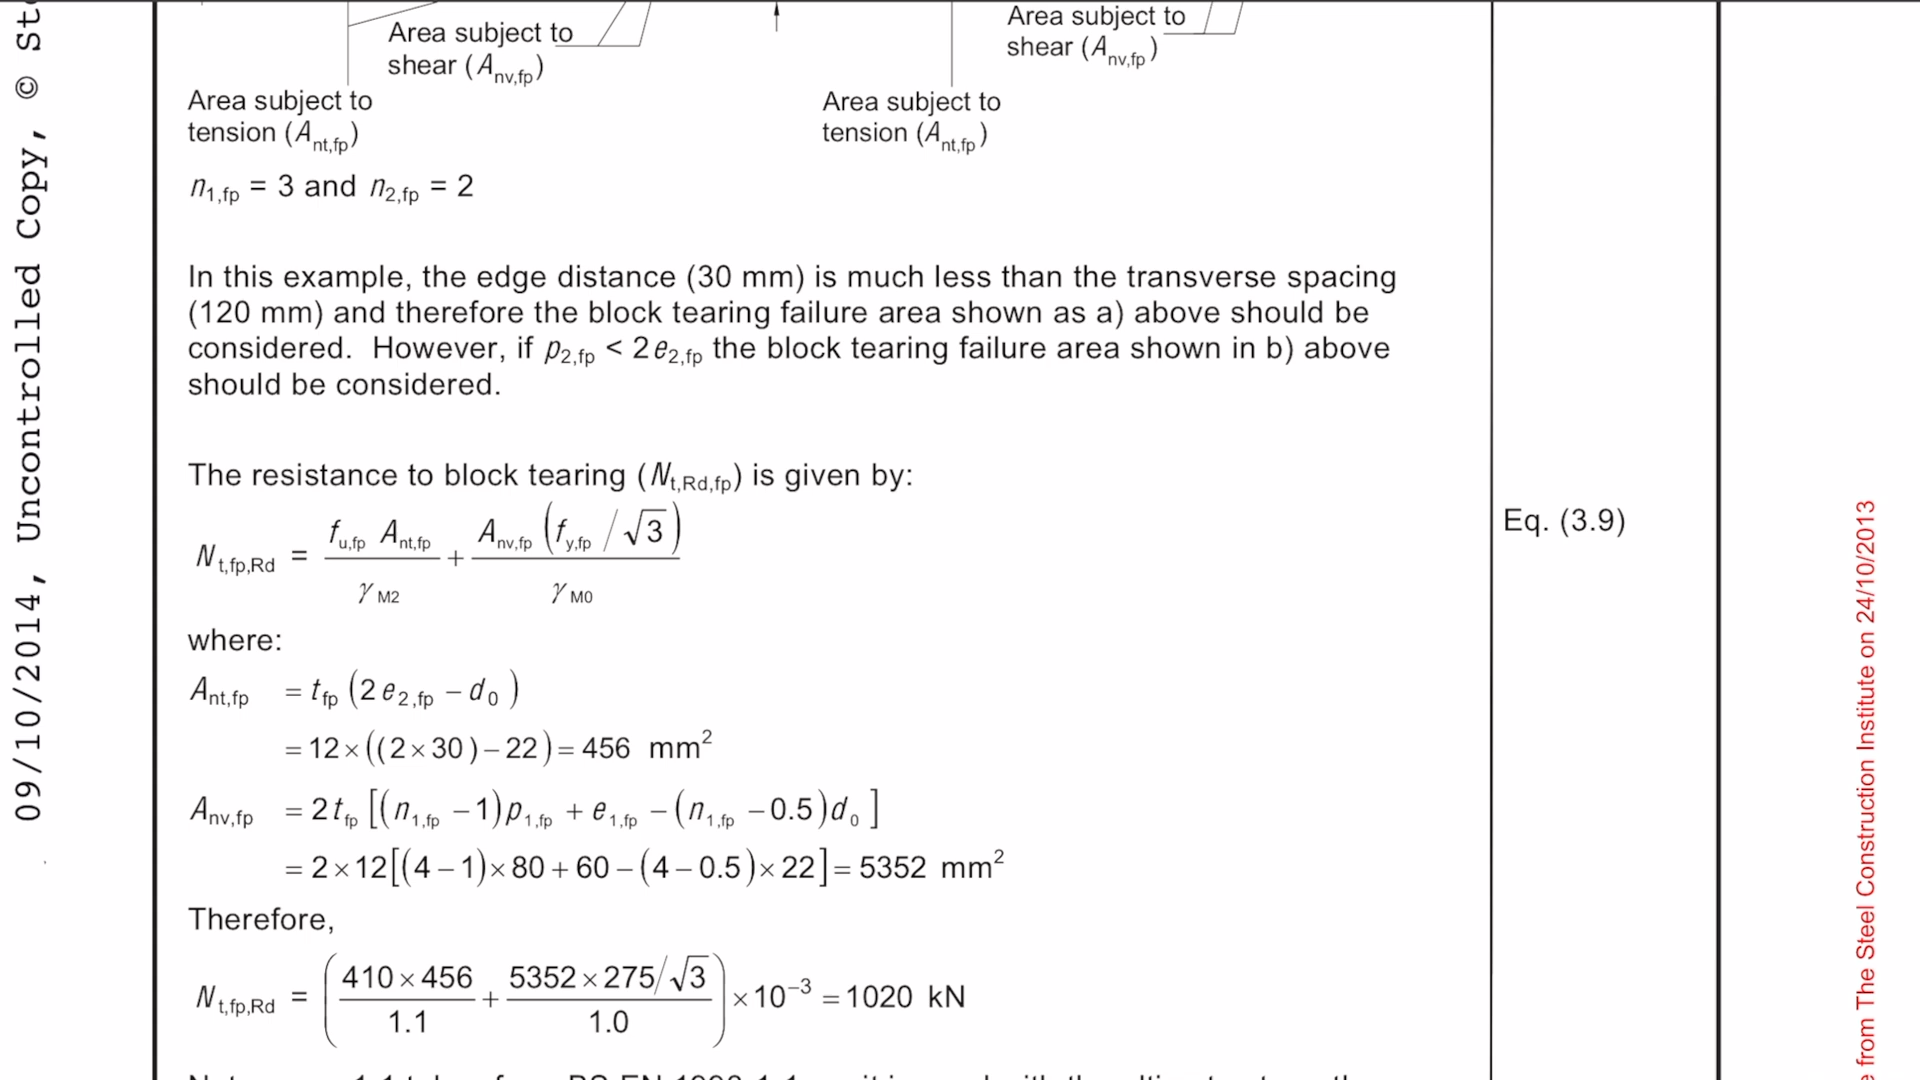 Area subject to
shear (Anv,fp)
Area subject to
shear (Anv,fp)
Area subject to
tension (Ant,fp)
Area subject to
tension (Ant,fp)
n1,fp = 3 and n2,fp = 2
In this example, the edge distance (30 mm) is much less than the transverse spacing
(120 mm) and therefore the block tearing failure area shown as a) above should be
considered. However, if p2,fp < 2e2,fp the block tearing failure area shown in b) above
should be considered.
The resistance to block tearing (Nt,Rd,fp) is given by:
Nt,fp,Rd = fu,fp Ant,fp / γM2 + Anv,fp (fy,fp / √3) / γM0
Eq. (3.9)
where:
Ant,fp = tfp (2e2,fp − d0)
= 12 × ((2 × 30) − 22) = 456 mm²
Anv,fp = 2tfp [(n1,fp − 1)p1,fp + e1,fp − (n1,fp − 0.5)d0]
= 2 × 12[(4 − 1) × 80 + 60 − (4 − 0.5) × 22] = 5352 mm²
Therefore,
Nt,fp,Rd = (410 × 456 / 1.1 + 5352 × 275/√3 / 1.0) × 10⁻³ = 1020 kN
09/10/2014, Uncontrolled Copy, © St
from The Steel Construction Institute on 24/10/2013